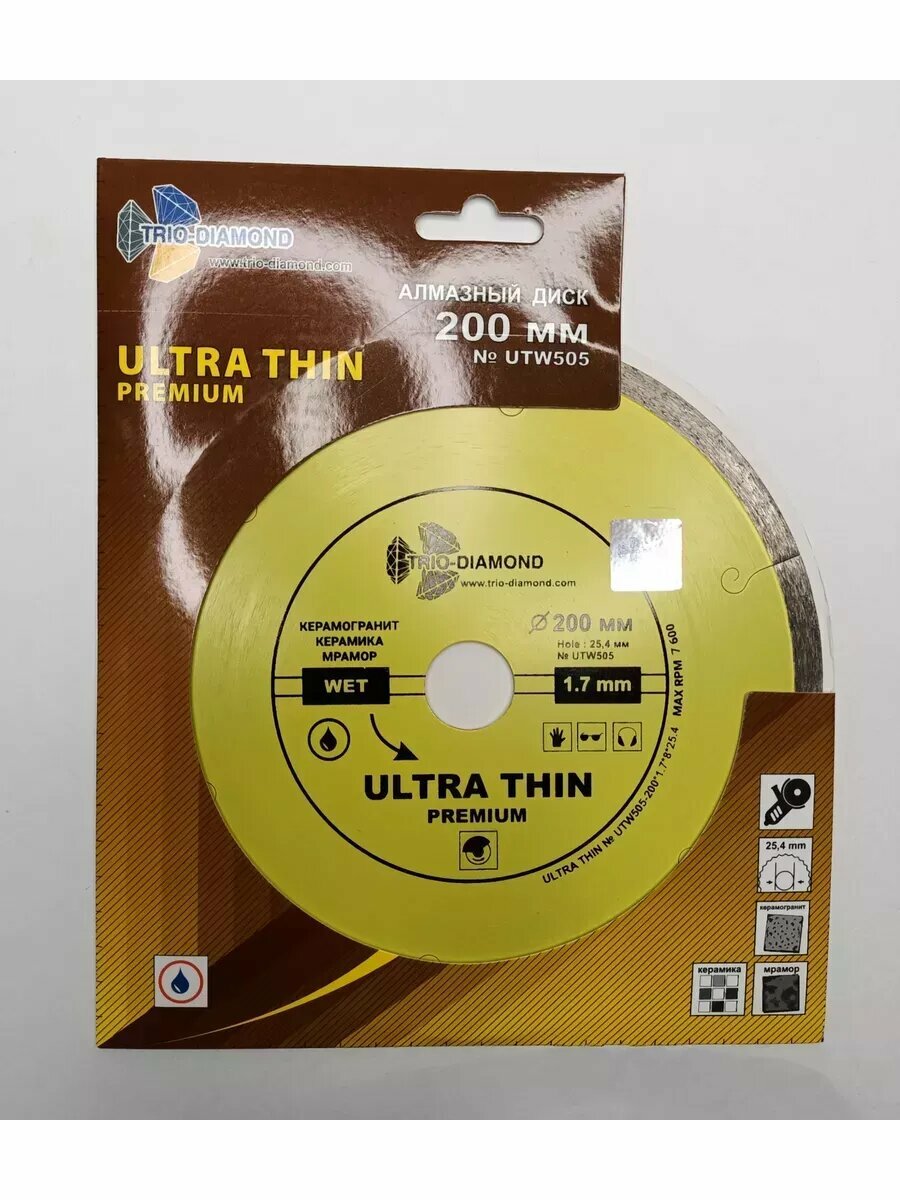 TRIO-DIAMOND
www.trio-diamond.com
АЛМАЗНЫЙ ДИСК
200 мм
№ UTW505
ULTRA THIN
PREMIUM
TRIO-DIAMOND
www.trio-diamond.com
КЕРАМОГРАНИТ
КЕРАМИКА
МРАМОР
WET
Ø 200 мм
Hole : 25,4 мм
№ UTW505
1.7 mm
ULTRA THIN
PREMIUM
ULTRA THIN № UTW505-200*1.7*8*25.4 MAX RPM 7 600
25,4 mm
керамогранит
керамика
мрамор